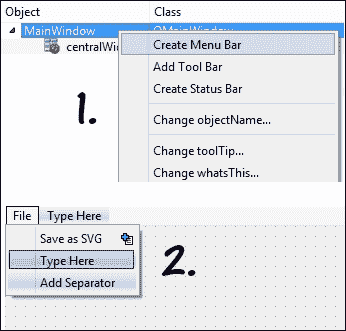 Object Class
MainWindow QMainWindow
centralWi
Create Menu Bar
Add Tool Bar
Create Status Bar
Change objectName...
Change toolTip...
Change whatsThis...
1.
File Type Here
Save as SVG
Type Here
Add Separator
2.